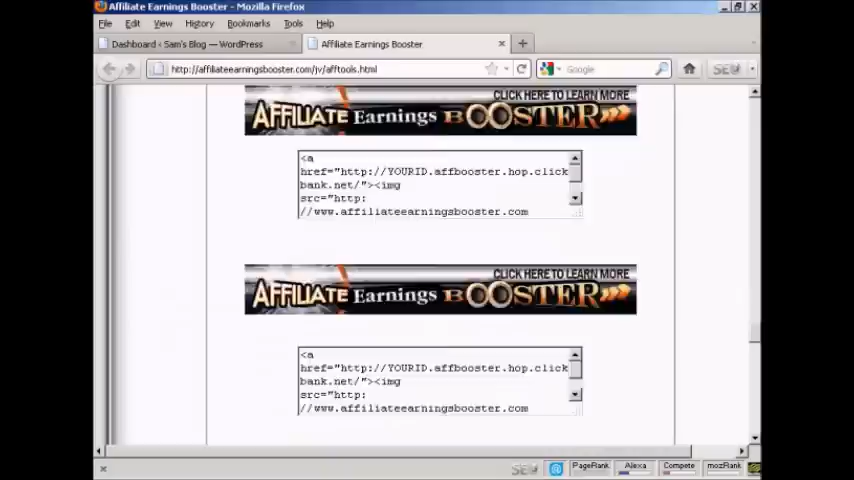 Affiliate Earnings Booster - Mozilla Firefox
File Edit View History Bookmarks Tools Help
Dashboard ‹ Sam's Blog — WordPress
Affiliate Earnings Booster
http://affiliateearningsbooster.com/jv/afftools.html
Google
SEO
CLICK HERE TO LEARN MORE
AFFILIATE Earnings BOOSTER
<a
href="http://YOURID.affbooster.hop.click
bank.net/"><img
src="http:
//www.affiliateearningsbooster.com
CLICK HERE TO LEARN MORE
AFFILIATE Earnings BOOSTER
<a
href="http://YOURID.affbooster.hop.click
bank.net/"><img
src="http:
//www.affiliateearningsbooster.com
SEO
PageRank
Alexa
Compete
mozRank